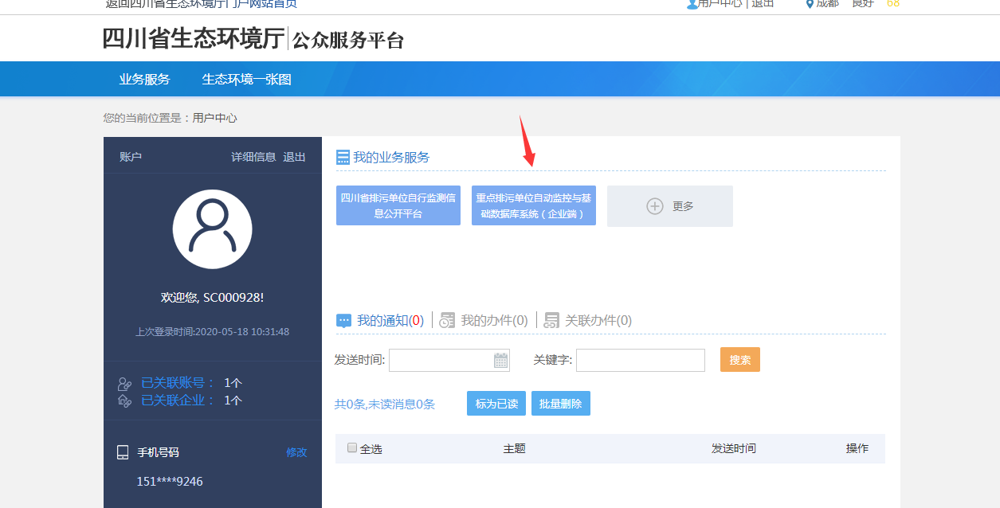 返回四川省生态环境厅门户网站首页
用户中心 | 退出 成都 良好 68
四川省生态环境厅 公众服务平台
业务服务 生态环境一张图
您的当前位置是：用户中心
账户 详细信息 退出
欢迎您, SC000928!
上次登录时间:2020-05-18 10:31:48
已关联账号： 1个
已关联企业： 1个
手机号码 修改
151****9246
我的业务服务
四川省排污单位自行监测信
息公开平台
重点排污单位自动监控与基
础数据库系统（企业端）
更多
我的通知(0) 我的办件(0) 关联办件(0)
发送时间: 关键字: 搜索
共0条,未读消息0条 标为已读 批量删除
全选 主题 发送时间 操作